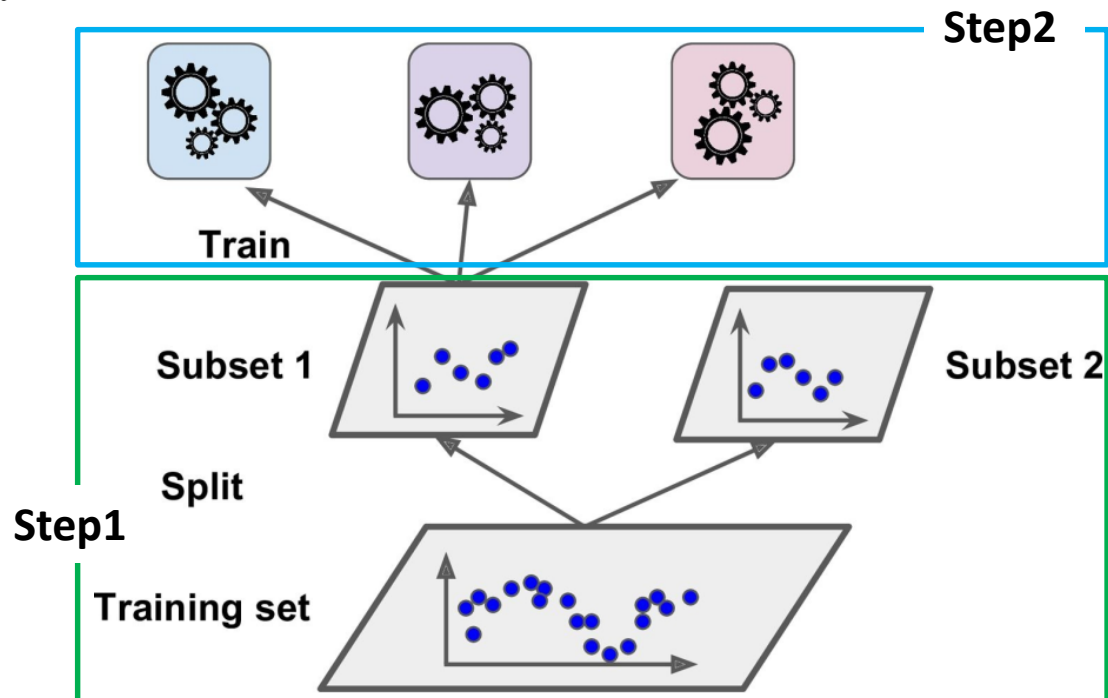 Step2
Train
Subset 1
Subset 2
Split
Step1
Training set